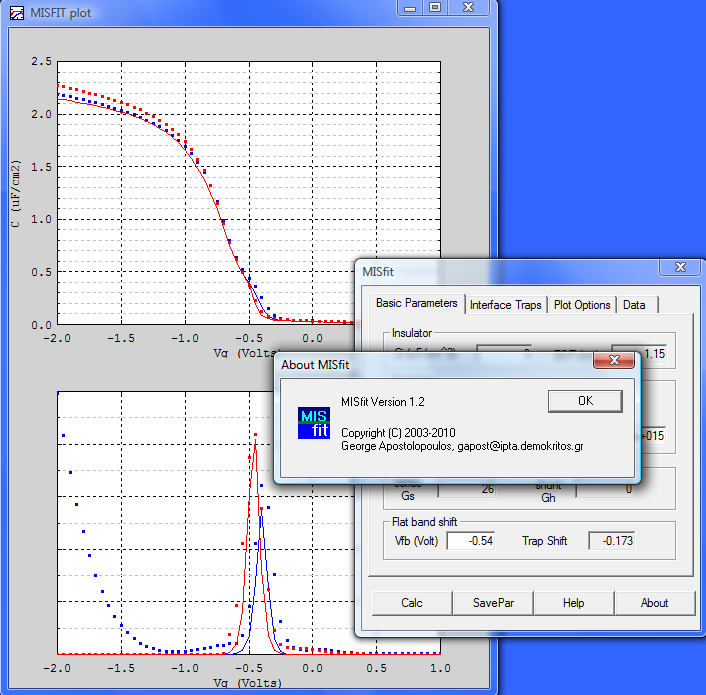 MISFIT plot
2.5
2.0
1.5
1.0
0.5
0.0
C (uF/cm2)
-2.0 -1.5 -1.0 -0.5 0.0
Vg (Volts)
-2.0 -1.5 -1.0 -0.5 0.0 0.5 1.0
Vg (Volts)
MISfit
Basic Parameters Interface Traps Plot Options Data
Insulator
1.15
+015
Gs 26 Gh 0
Flat band shift
Vfb (Volt) -0.54 Trap Shift -0.173
Calc SavePar Help About
About MISfit
MIS
fit
MISfit Version 1.2
OK
Copyright (C) 2003-2010
George Apostolopoulos, gapost@ipta.demokritos.gr